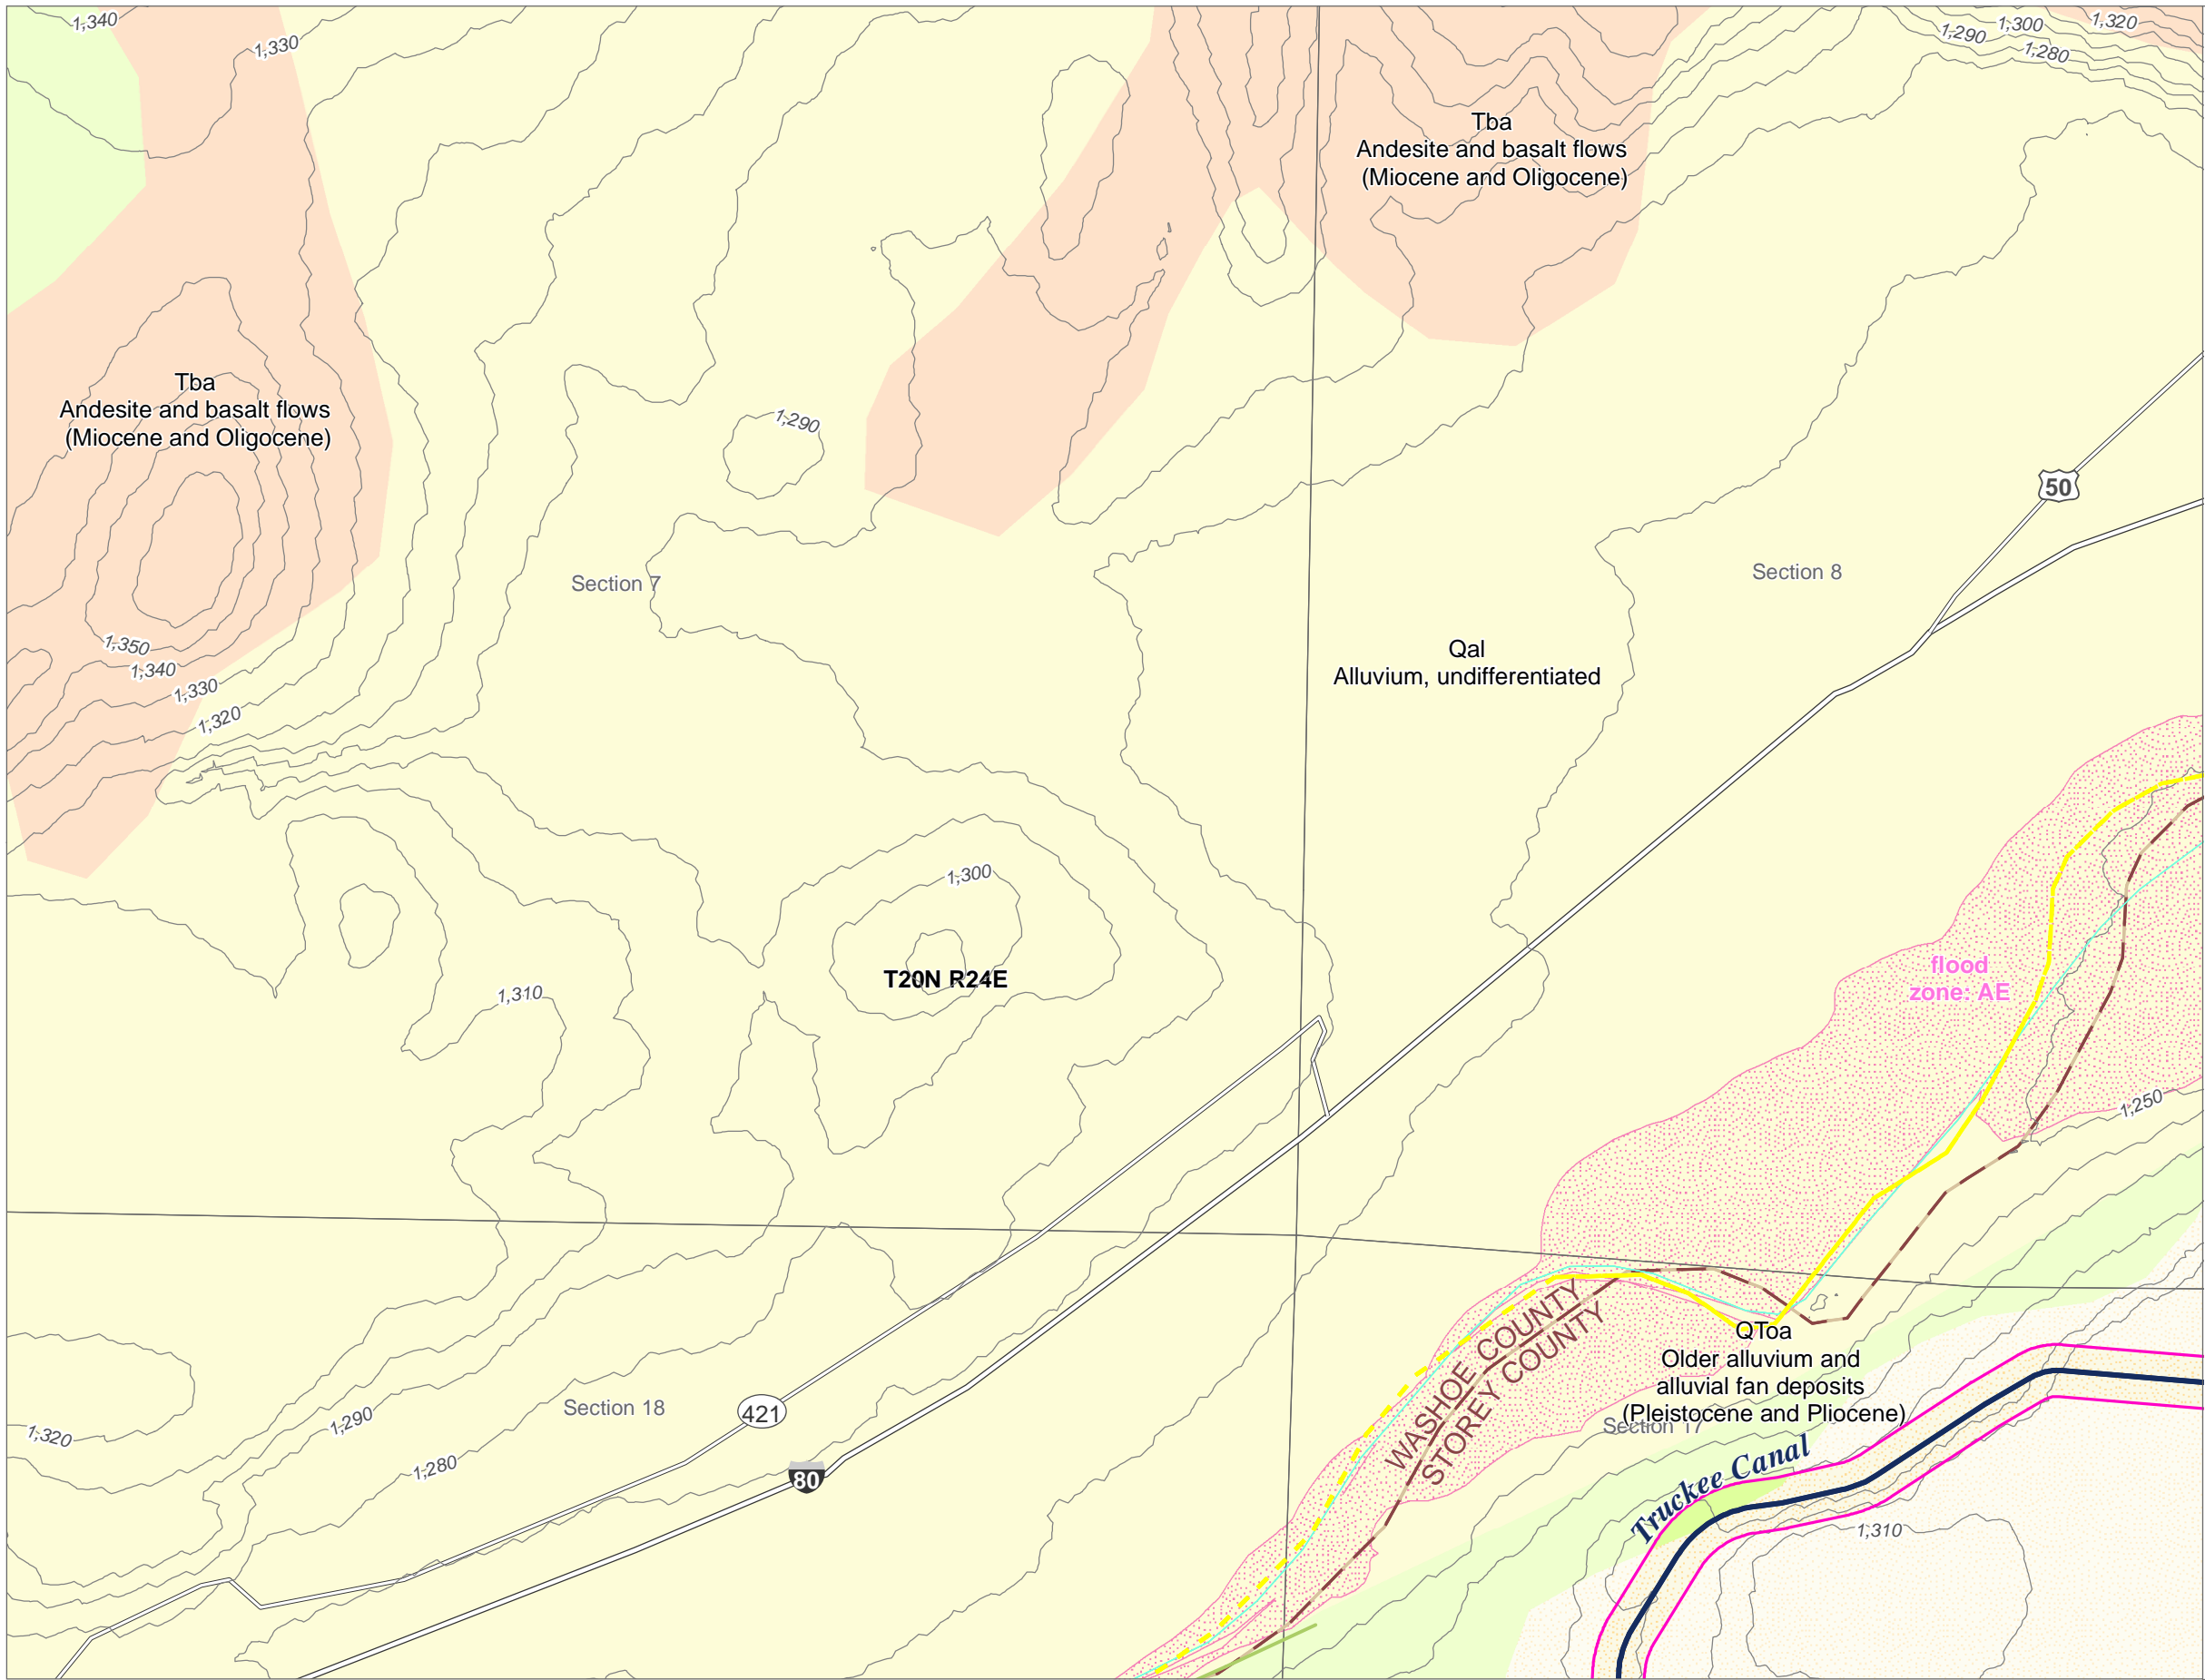 1,340
1,330
1,290
1,300
1,280
1,320
Tba
Andesite and basalt flows
(Miocene and Oligocene)
Tba
Andesite and basalt flows
(Miocene and Oligocene)
1,290
50
Section 7
Section 8
1,350
1,340
1,330
1,320
Qal
Alluvium, undifferentiated
1,300
T20N R24E
1,310
flood
zone: AE
1,250
WASHOE COUNTY
STOREY COUNTY
QToa
Older alluvium and
alluvial fan deposits
(Pleistocene and Pliocene)
Section 17
Section 18
421
1,290
1,320
1,280
80
Truckee Canal
1,310